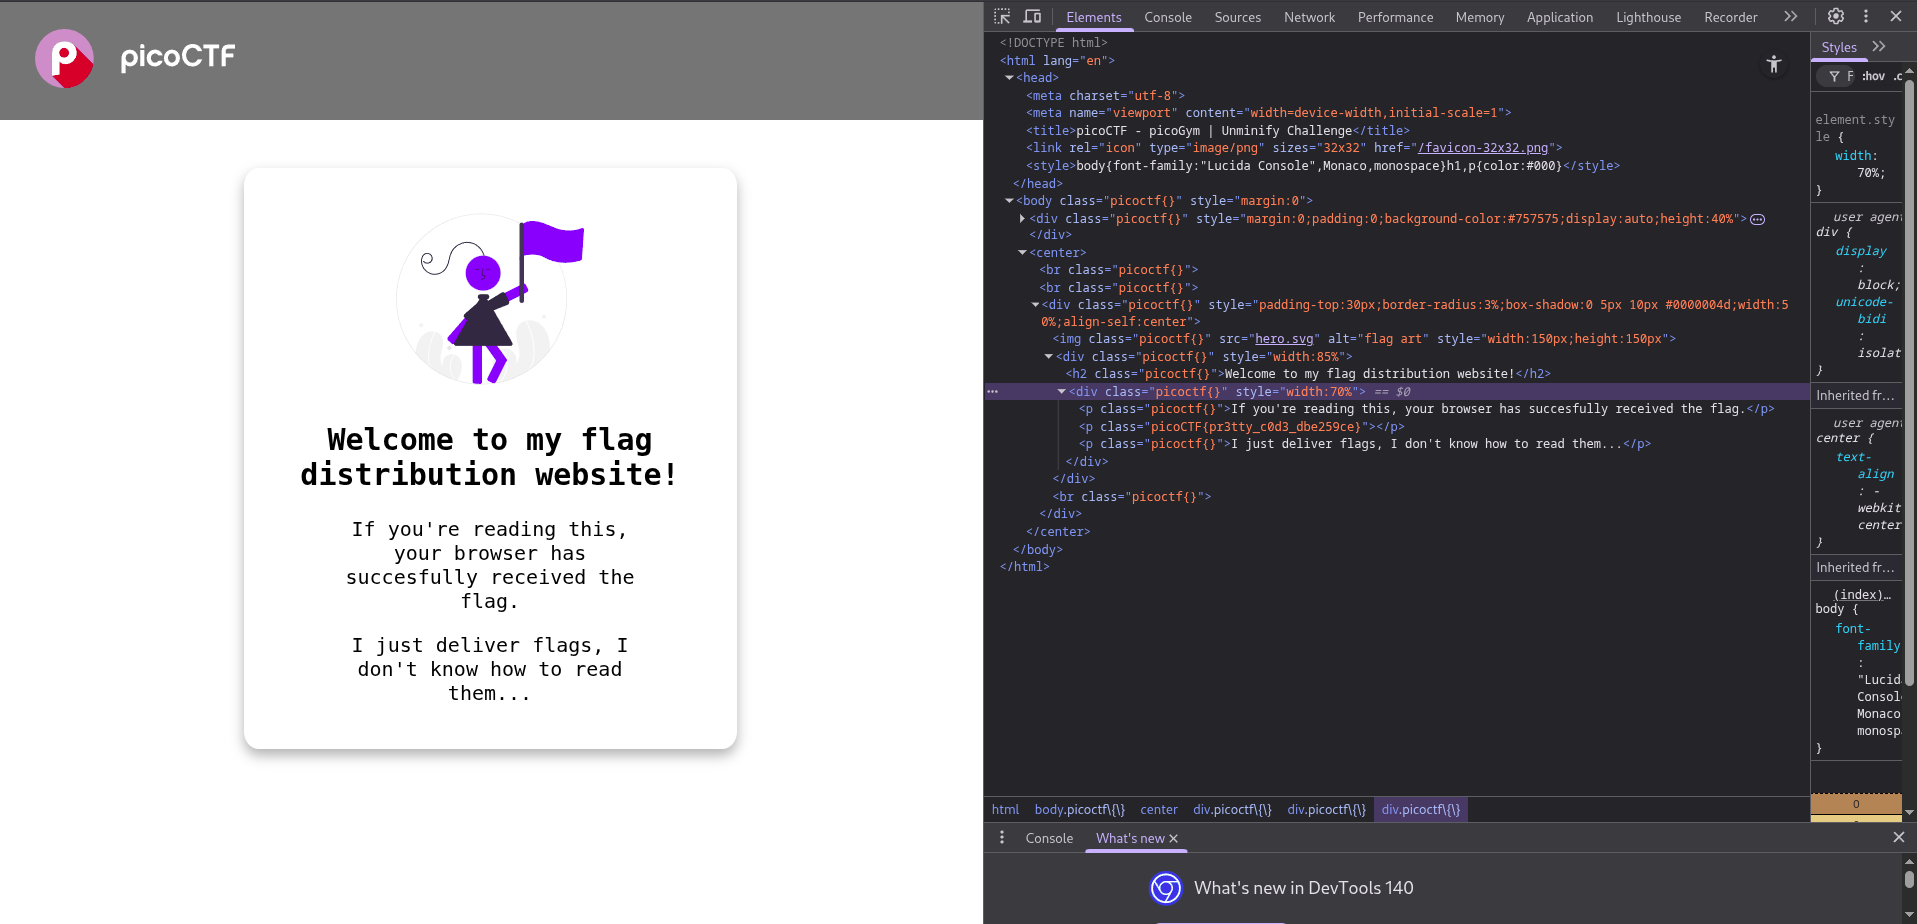 picoCTF
Welcome to my flag
distribution website!
If you're reading this,
your browser has
succesfully received the
flag.
I just deliver flags, I
don't know how to read
them...
Elements Console Sources Network Performance Memory Application Lighthouse Recorder
<!DOCTYPE html>
<html lang="en">
<head>
<meta charset="utf-8">
<meta name="viewport" content="width=device-width,initial-scale=1">
<title>picoCTF - picoGym | Unminify Challenge</title>
<link rel="icon" type="image/png" sizes="32x32" href="/favicon-32x32.png">
<style>body{font-family:"Lucida Console",Monaco,monospace}h1,p{color:#000}</style>
</head>
<body class="picoctf{}" style="margin:0">
<div class="picoctf{}" style="margin:0;padding:0;background-color:#757575;display:auto;height:40%">
</div>
<center>
<br class="picoctf{}">
<br class="picoctf{}">
<div class="picoctf{}" style="padding-top:30px;border-radius:3%;box-shadow:0 5px 10px #0000004d;width:5
0%;align-self:center">
<img class="picoctf{}" src="hero.svg" alt="flag art" style="width:150px;height:150px">
<div class="picoctf{}" style="width:85%">
<h2 class="picoctf{}">Welcome to my flag distribution website!</h2>
<div class="picoctf{}" style="width:70%"> == $0
<p class="picoctf{}">If you're reading this, your browser has succesfully received the flag.</p>
<p class="picoCTF{pr3tty_c0d3_dbe259ce}"></p>
<p class="picoctf{}">I just deliver flags, I don't know how to read them...</p>
</div>
</div>
<br class="picoctf{}">
</div>
</center>
</body>
</html>
html body.picoctf\{\} center div.picoctf\{\} div.picoctf\{\} div.picoctf\{\}
Styles
F :hov .c
element.sty
le {
width:
70%;
}
user agent
div {
display
:
block;
unicode-
bidi
:
isolat
}
Inherited fr...
user agent
center {
text-
align
: -
webkit
center
}
Inherited fr...
(index)...
body {
font-
family
:
"Lucid
Consol
Monaco
monosp
}
0
Console What's new
What's new in DevTools 140